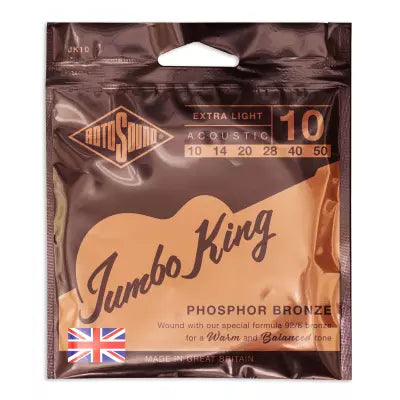 JK10
ROTOSOUND
EXTRA LIGHT
ACOUSTIC
10
10 14 20 28 40 50
Jumbo King
PHOSPHOR BRONZE
Wound with our special formula 92/8 bronze
for a Warm and Balanced tone
MADE IN GREAT BRITAIN